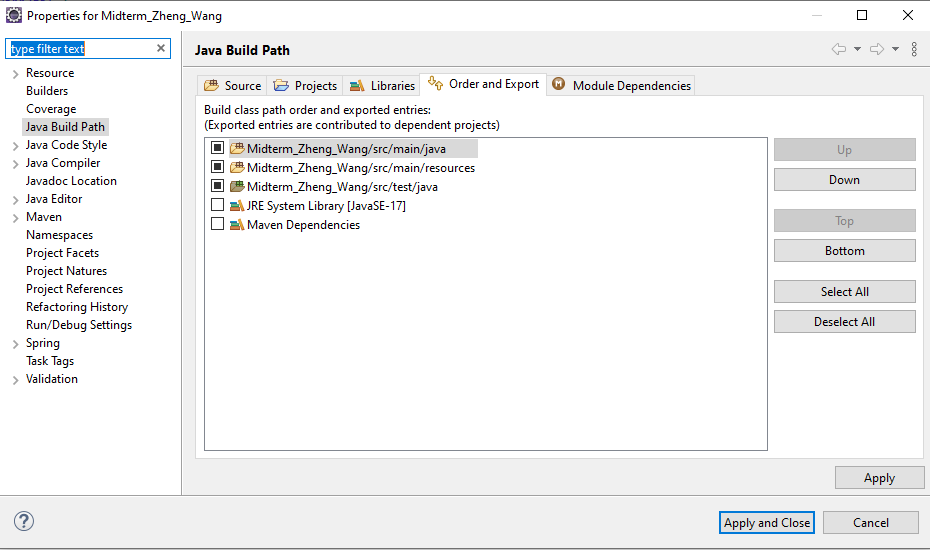 Properties for Midterm_Zheng_Wang
type filter text
Resource
Builders
Coverage
Java Build Path
Java Code Style
Java Compiler
Javadoc Location
Java Editor
Maven
Namespaces
Project Facets
Project Natures
Project References
Refactoring History
Run/Debug Settings
Spring
Task Tags
Validation
Java Build Path
Source Projects Libraries Order and Export Module Dependencies
Build class path order and exported entries:
(Exported entries are contributed to dependent projects)
Midterm_Zheng_Wang/src/main/java
Midterm_Zheng_Wang/src/main/resources
Midterm_Zheng_Wang/src/test/java
JRE System Library [JavaSE-17]
Maven Dependencies
Up
Down
Top
Bottom
Select All
Deselect All
Apply
Apply and Close Cancel